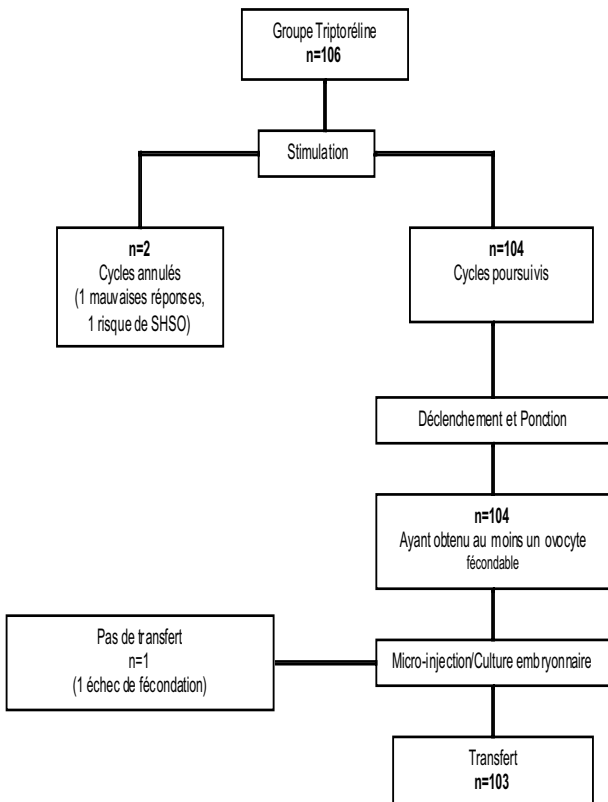 Groupe Triptoréline
n=106
Stimulation
n=2
Cycles annulés
(1 mauvaises réponses,
1 risque de SHSO)
n=104
Cycles poursuivis
Déclenchement et Ponction
n=104
Ayant obtenu au moins un ovocyte
fécondable
Pas de transfert
n=1
(1 échec de fécondation)
Micro-injection/Culture embryonnaire
Transfert
n=103